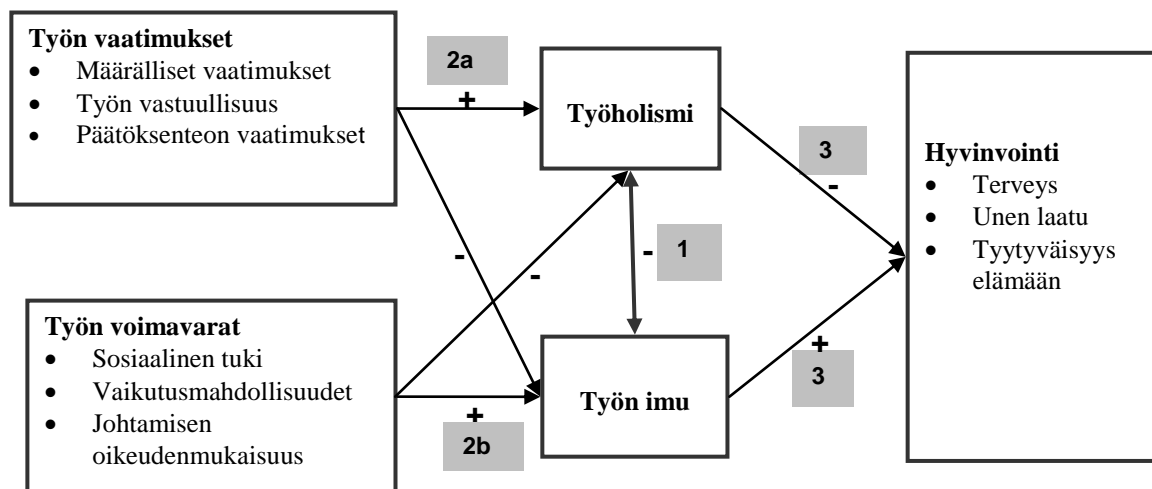 Työn vaatimukset
• Määrälliset vaatimukset
• Työn vastuullisuus
• Päätöksenteon vaatimukset
2a
+
Työholismi
3
-
Hyvinvointi
• Terveys
• Unen laatu
• Tyytyväisyys
elämään
-
-
-
1
Työn voimavarat
• Sosiaalinen tuki
• Vaikutusmahdollisuudet
• Johtamisen
oikeudenmukaisuus
+
2b
Työn imu
+
3